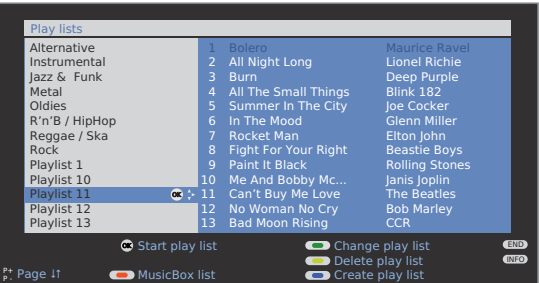 Play lists
Alternative 1 Bolero Maurice Ravel
Instrumental 2 All Night Long Lionel Richie
Jazz & Funk 3 Burn Deep Purple
Metal 4 All The Small Things Blink 182
Oldies 5 Summer In The City Joe Cocker
R'n'B / HipHop 6 In The Mood Glenn Miller
Reggae / Ska 7 Rocket Man Elton John
Rock 8 Fight For Your Right Beastie Boys
Playlist 1 9 Paint It Black Rolling Stones
Playlist 10 10 Me And Bobby Mc... Janis Joplin
Playlist 11 OK 11 Can't Buy Me Love The Beatles
Playlist 12 12 No Woman No Cry Bob Marley
Playlist 13 13 Bad Moon Rising CCR
OK Start play list Change play list END
Delete play list INFO
P+ P- Page ↓↑ MusicBox list Create play list